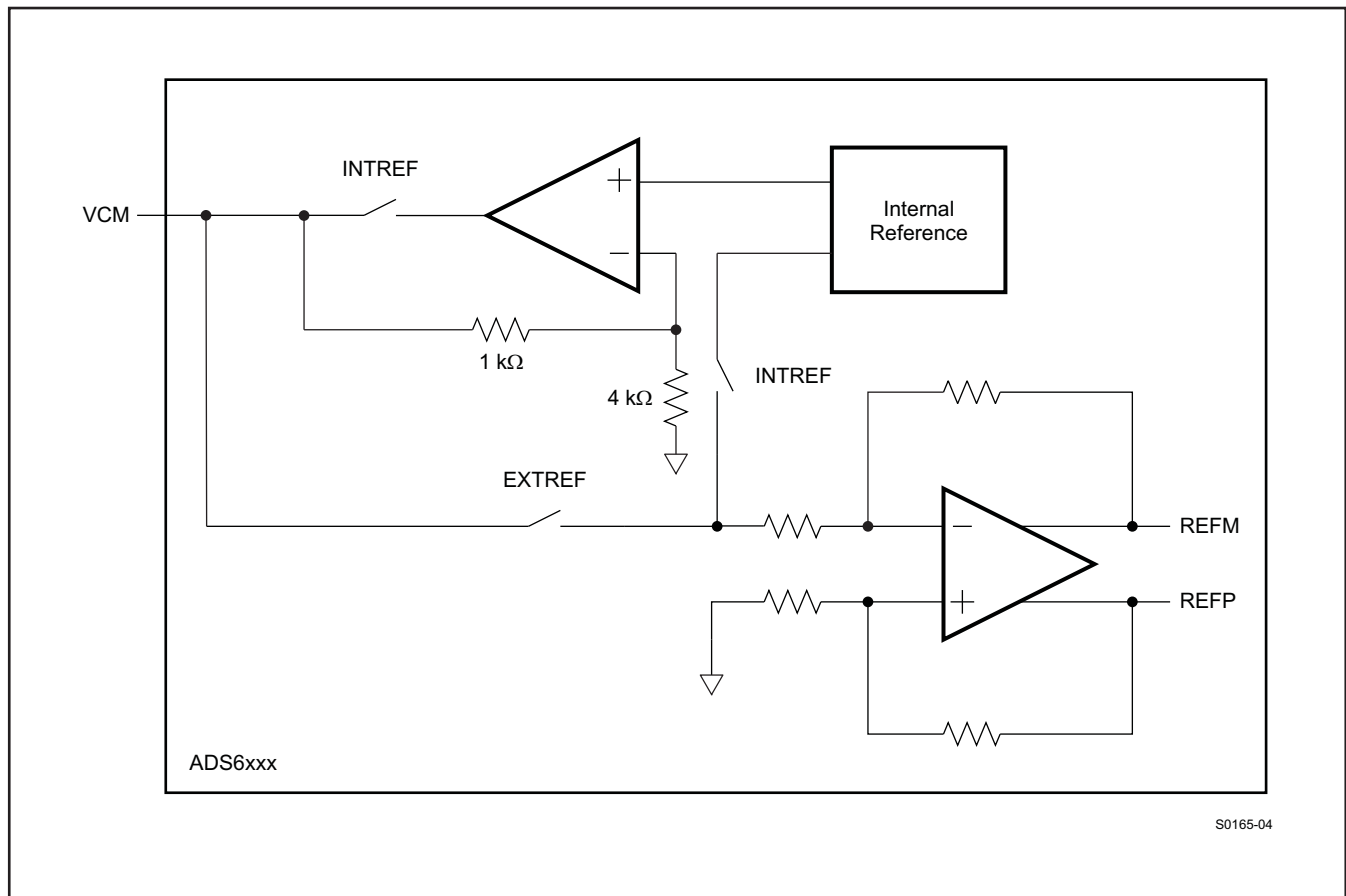 INTREF
VCM
+
−
Internal
Reference
1 kΩ
4 kΩ
INTREF
EXTREF
−
+
REFM
REFP
ADS6xxx
S0165-04